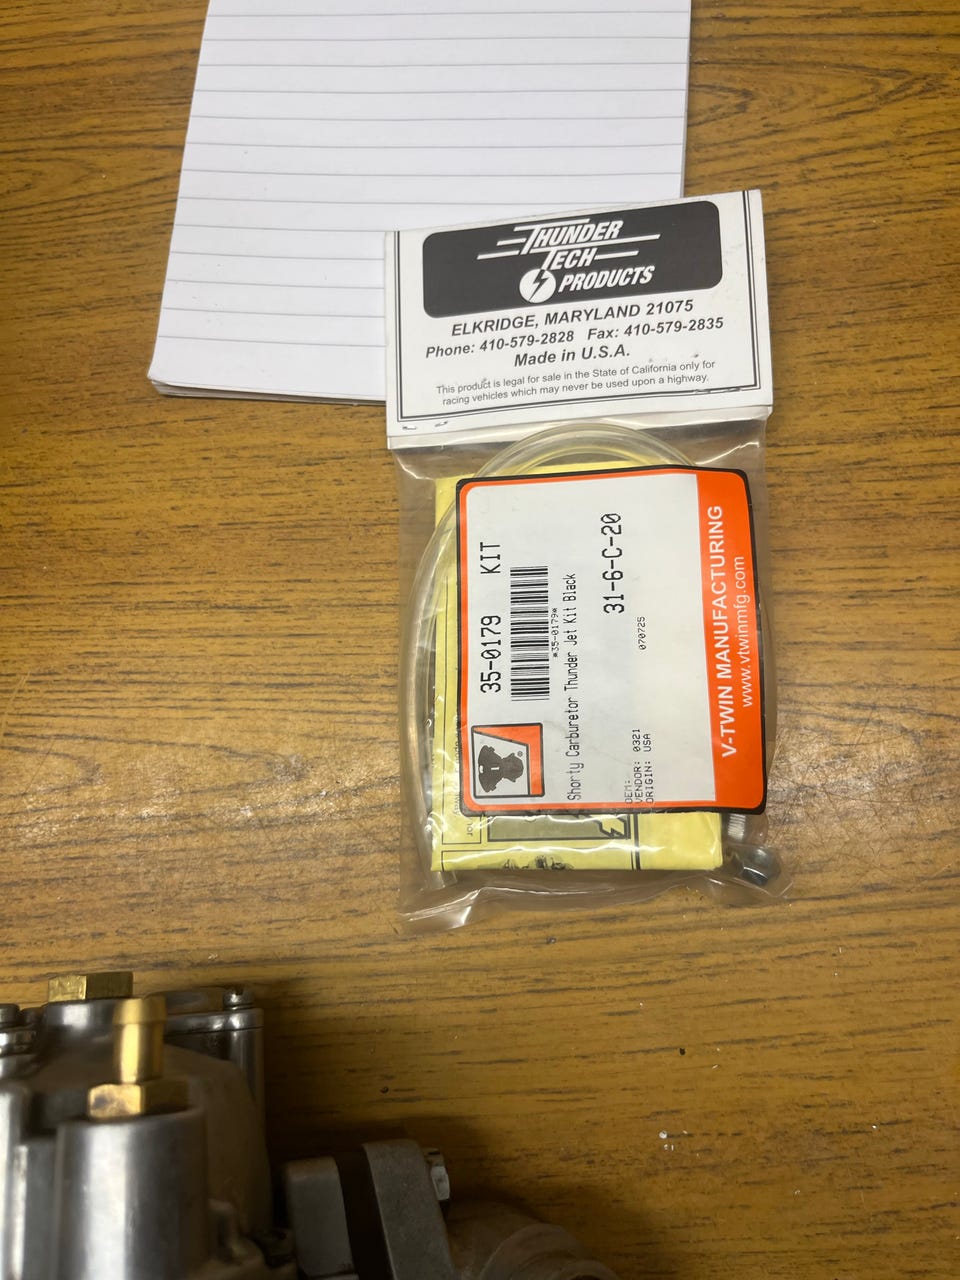 THUNDER
TECH
PRODUCTS
ELKRIDGE, MARYLAND 21075
Phone: 410-579-2828 Fax: 410-579-2835
Made in U.S.A.
This product is legal for sale in the State of California only for
racing vehicles which may never be used upon a highway.
35-0179 KIT
*35-0179*
Shorty Carburetor Thunder Jet Kit Black
31-6-C-20
070725
OEM:
VENDOR: 0321
ORIGIN: USA
V-TWIN MANUFACTURING
www.vtwinmfg.com